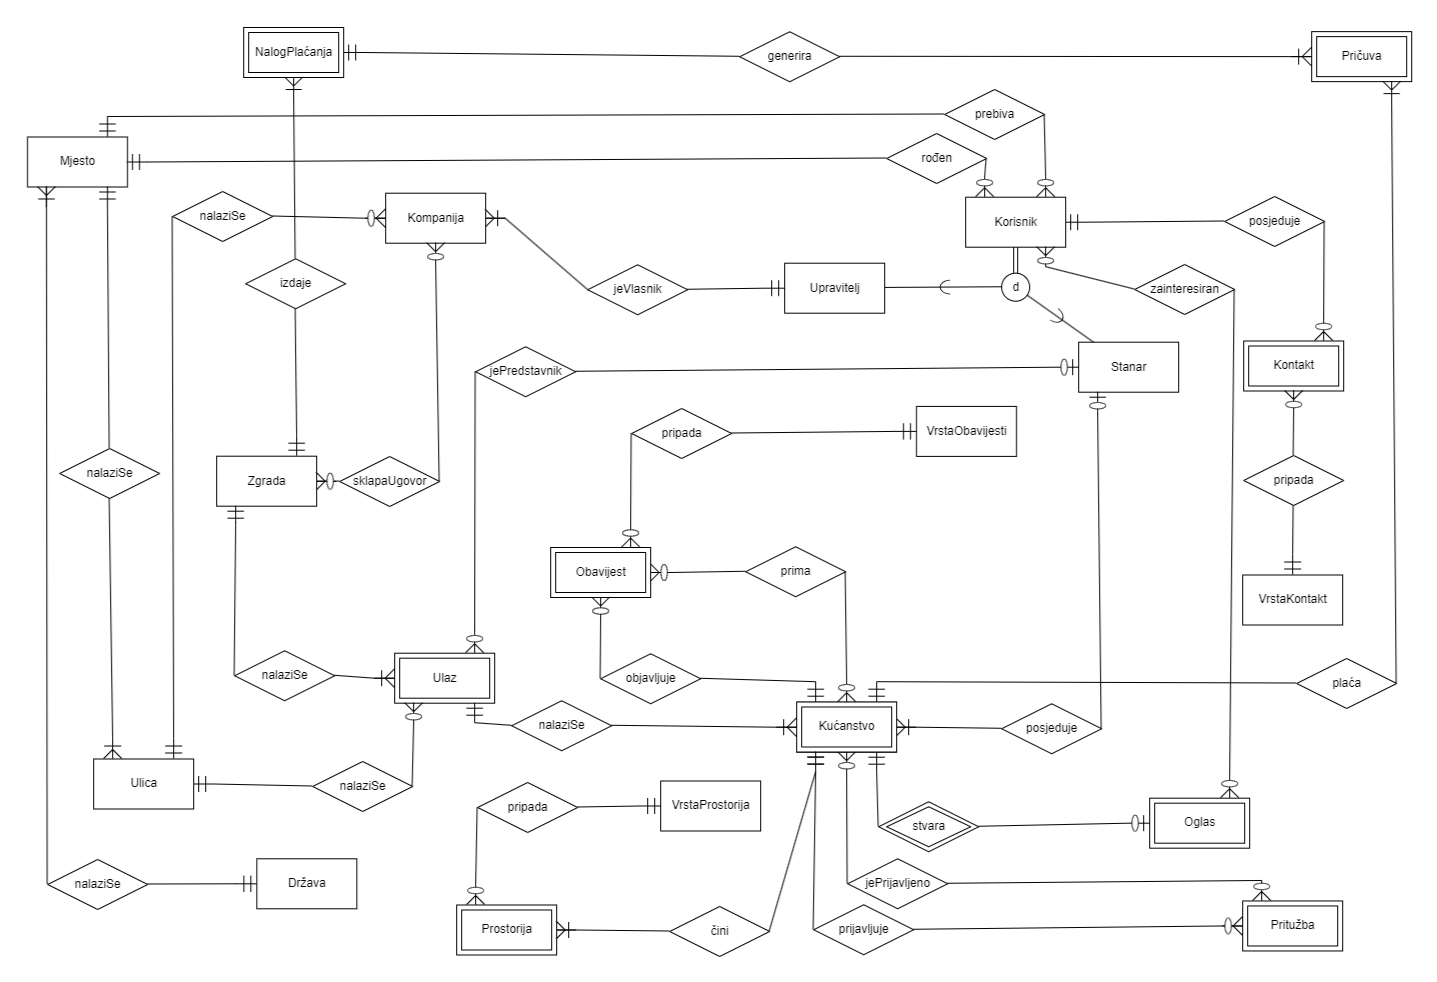 NalogPlaćanja
generira
Pričuva
prebiva
Mjesto
rođen
nalaziSe
Kompanija
Korisnik
posjeduje
izdaje
jeVlasnik
Upravitelj
d
zainteresiran
jePredstavnik
Stanar
Kontakt
pripada
VrstaObavijesti
nalaziSe
Zgrada
sklapaUgovor
pripada
Obavijest
prima
VrstaKontakt
nalaziSe
Ulaz
objavljuje
plaća
nalaziSe
Kućanstvo
posjeduje
Ulica
nalaziSe
pripada
VrstaProstorija
stvara
Oglas
nalaziSe
Država
jePrijavljeno
Prostorija
čini
prijavljuje
Pritužba